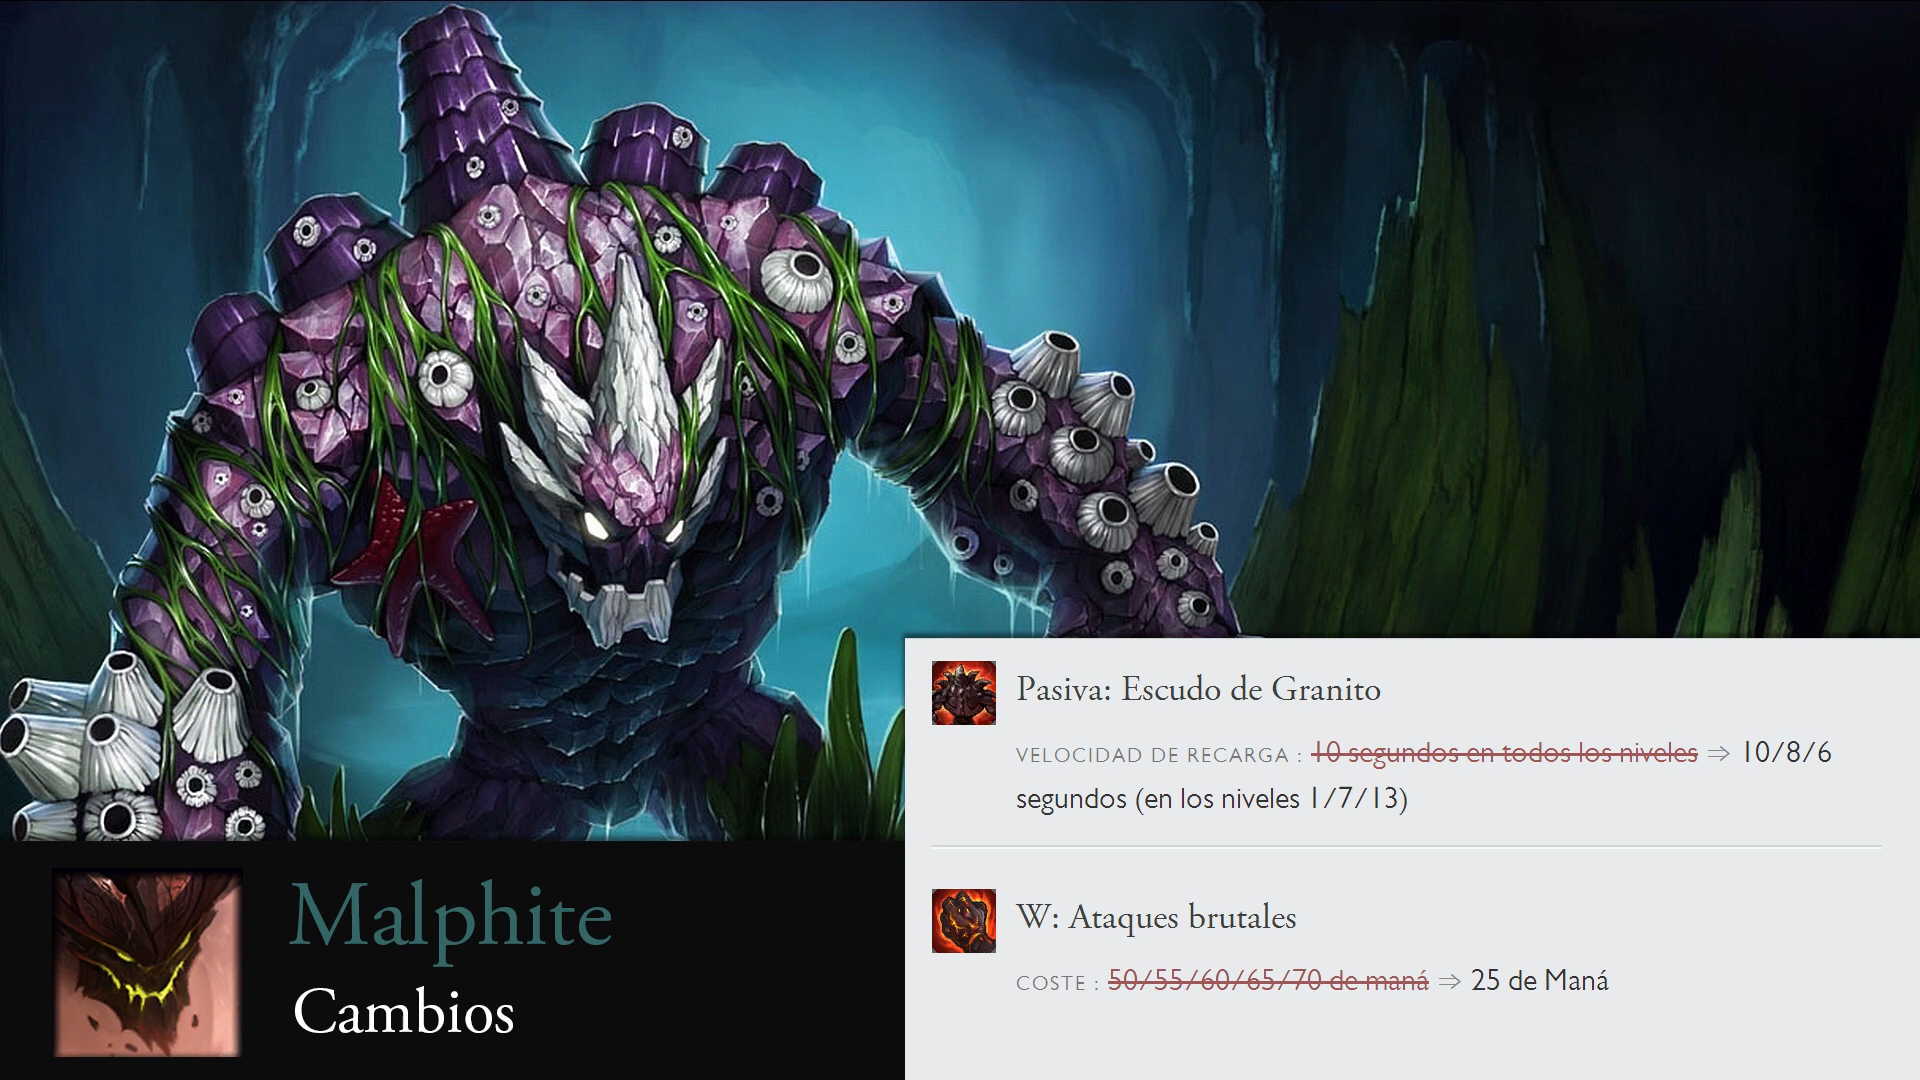 Pasiva: Escudo de Granito
VELOCIDAD DE RECARGA : 10 segundos en todos los niveles ⇒ 10/8/6
segundos (en los niveles 1/7/13)
W: Ataques brutales
COSTE : 50/55/60/65/70 de maná ⇒ 25 de Maná
Malphite
Cambios